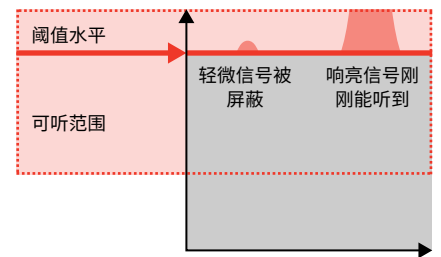 阈值水平
轻微信号被
屏蔽
响亮信号刚
刚能听到
可听范围